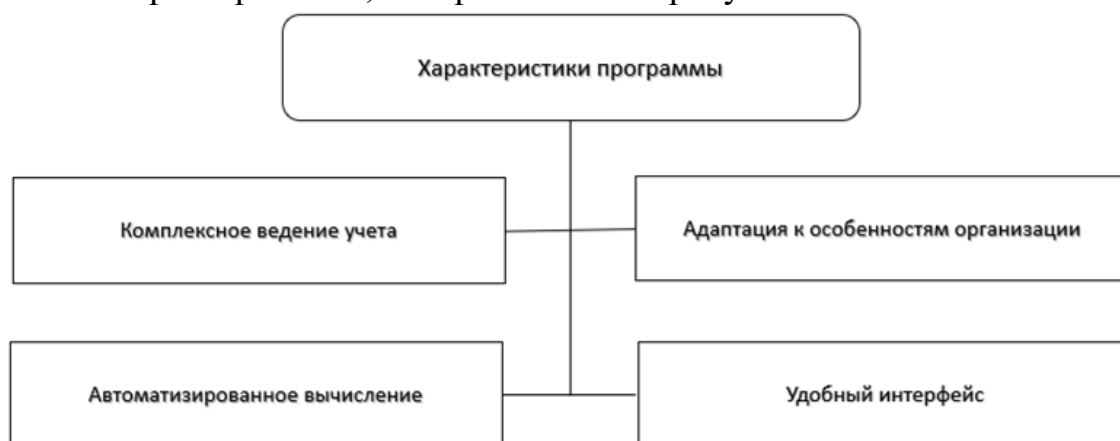 Характеристики программы
Комплексное ведение учета
Адаптация к особенностям организации
Автоматизированное вычисление
Удобный интерфейс